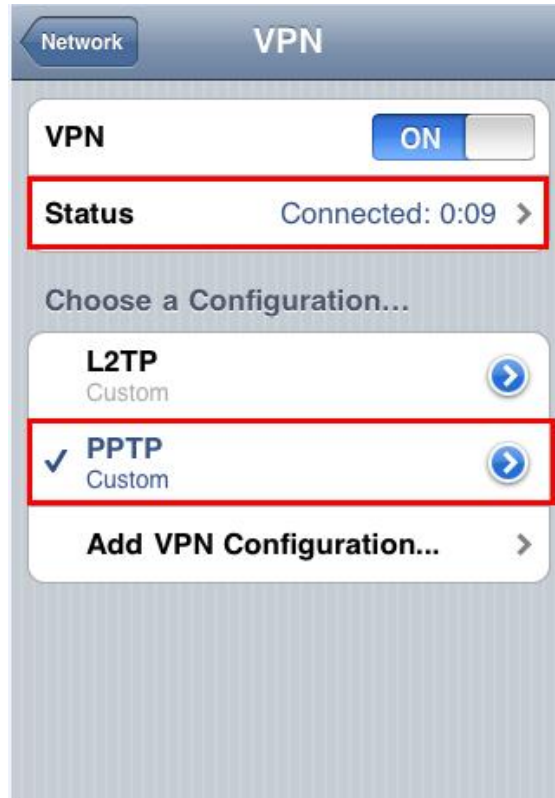 Network VPN
VPN ON
Status Connected: 0:09
Choose a Configuration...
L2TP
Custom
PPTP
Custom
Add VPN Configuration...